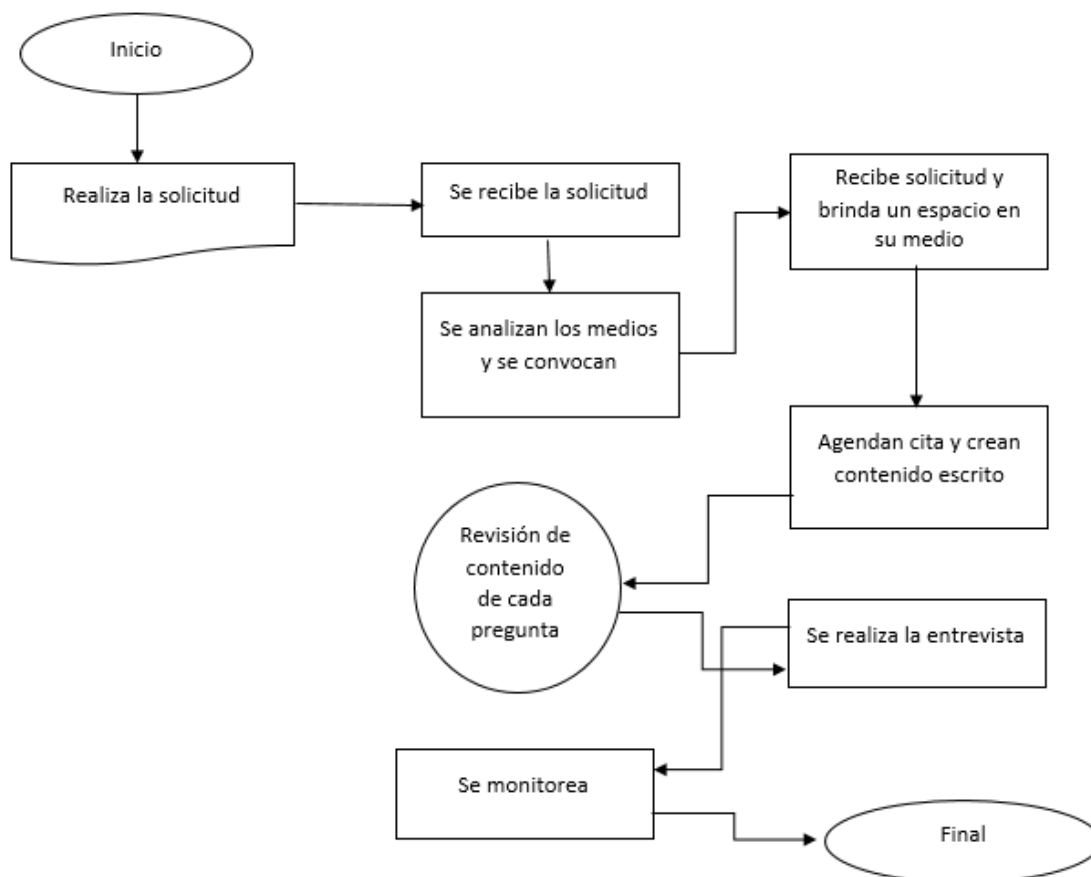 Inicio
Realiza la solicitud
Se recibe la solicitud
Se analizan los medios
y se convocan
Recibe solicitud y
brinda un espacio en
su medio
Agendan cita y crean
contenido escrito
Revisión de
contenido
de cada
pregunta
Se realiza la entrevista
Se monitorea
Final